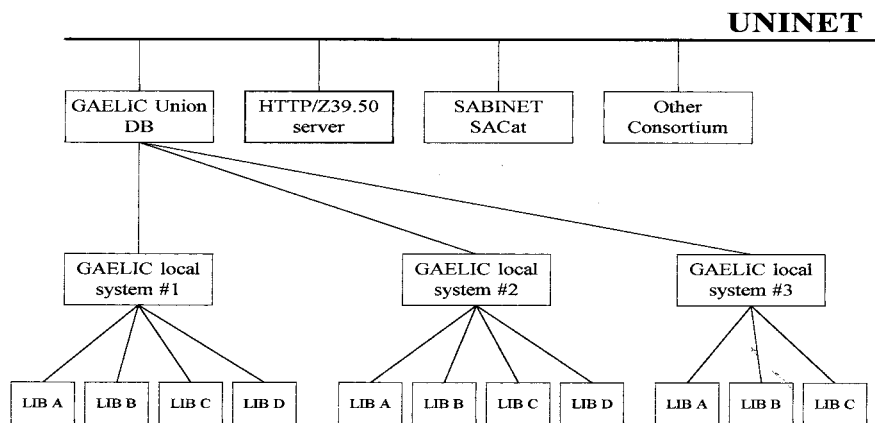 UNINET
GAELIC Union
DB
HTTP/Z39.50
server
SABINET
SACat
Other
Consortium
GAELIC local
system #1
GAELIC local
system #2
GAELIC local
system #3
LIB A
LIB B
LIB C
LIB D
LIB A
LIB B
LIB C
LIB D
LIB A
LIB B
LIB C